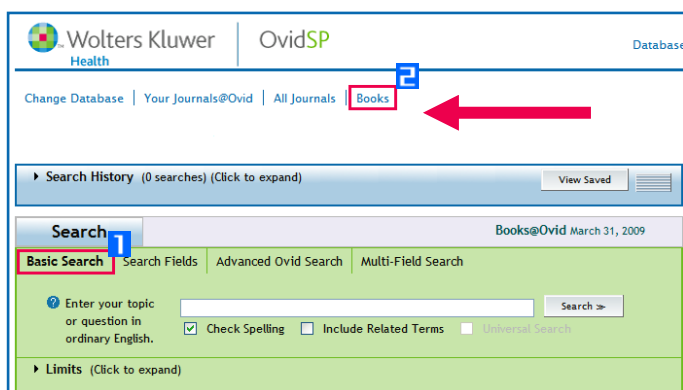 Wolters Kluwer
Health
OvidSP
Database
2
Change Database | Your Journals@Ovid | All Journals | Books
Search History (0 searches) (Click to expand)
View Saved
Search
Books@Ovid March 31, 2009
1
Basic Search | Search Fields | Advanced Ovid Search | Multi-Field Search
Enter your topic
or question in
ordinary English.
Search >>
Check Spelling Include Related Terms Universal Search
Limits (Click to expand)